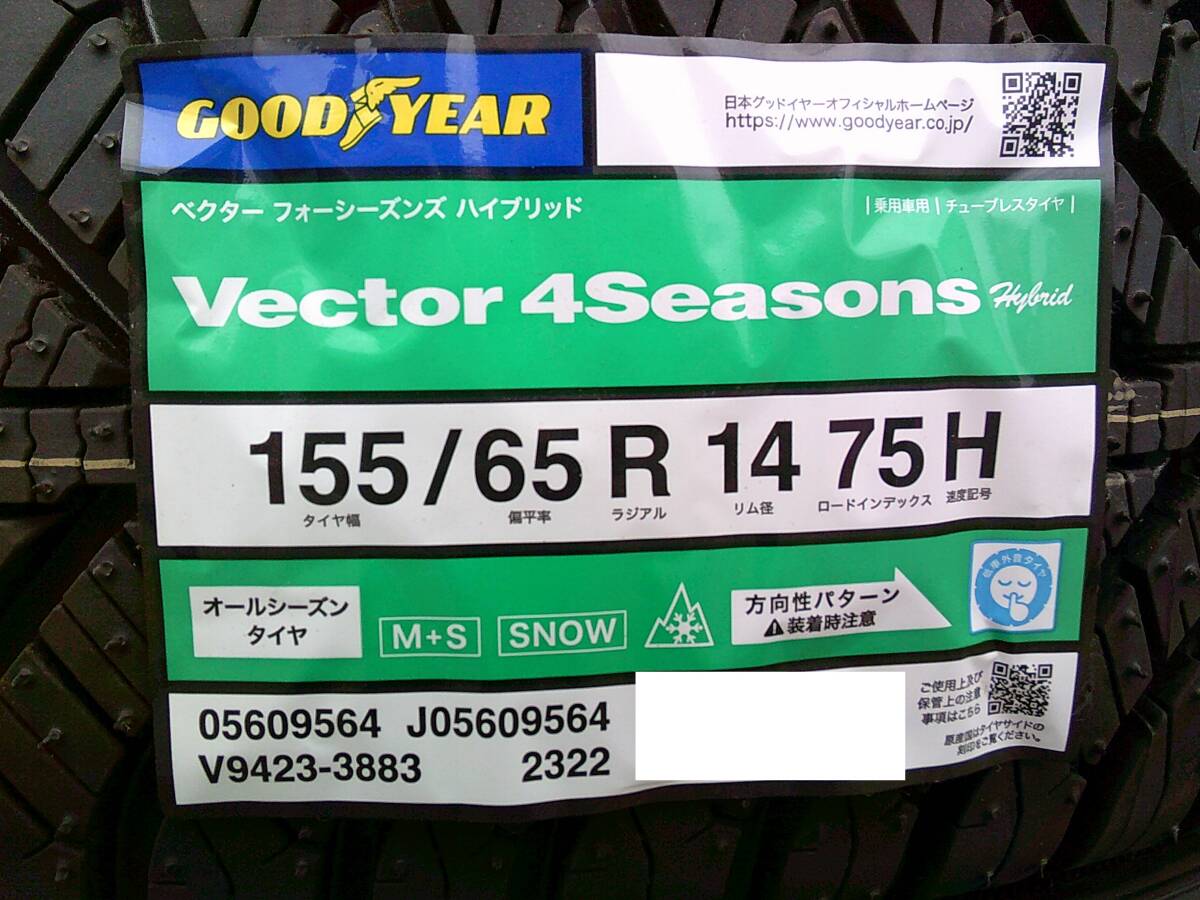 GOODYEAR
日本グッドイヤーオフィシャルホームページ
https://www.goodyear.co.jp/
ベクター フォーシーズンズ ハイブリッド
|乗用車用|チューブレスタイヤ|
Vector 4Seasons Hybrid
155/65 R 14 75 H
タイヤ幅 偏平率 ラジアル リム径 ロードインデックス 速度記号
オールシーズン
タイヤ
M+S
SNOW
方向性パターン
⚠装着時注意
低車外音タイヤ
05609564 J05609564
V9423-3883 2322
ご使用上及び
保管上の注意
事項はこちら
原産国はタイヤサイドの
刻印をご覧ください。